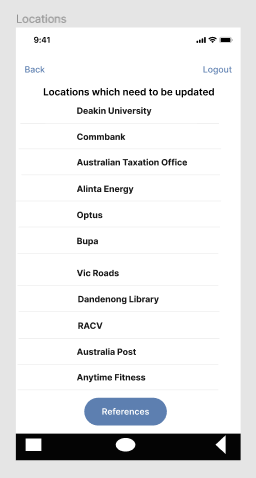 Locations
9:41
Back Logout
Locations which need to be updated
Deakin University
Commbank
Australian Taxation Office
Alinta Energy
Optus
Bupa
Vic Roads
Dandenong Library
RACV
Australia Post
Anytime Fitness
References